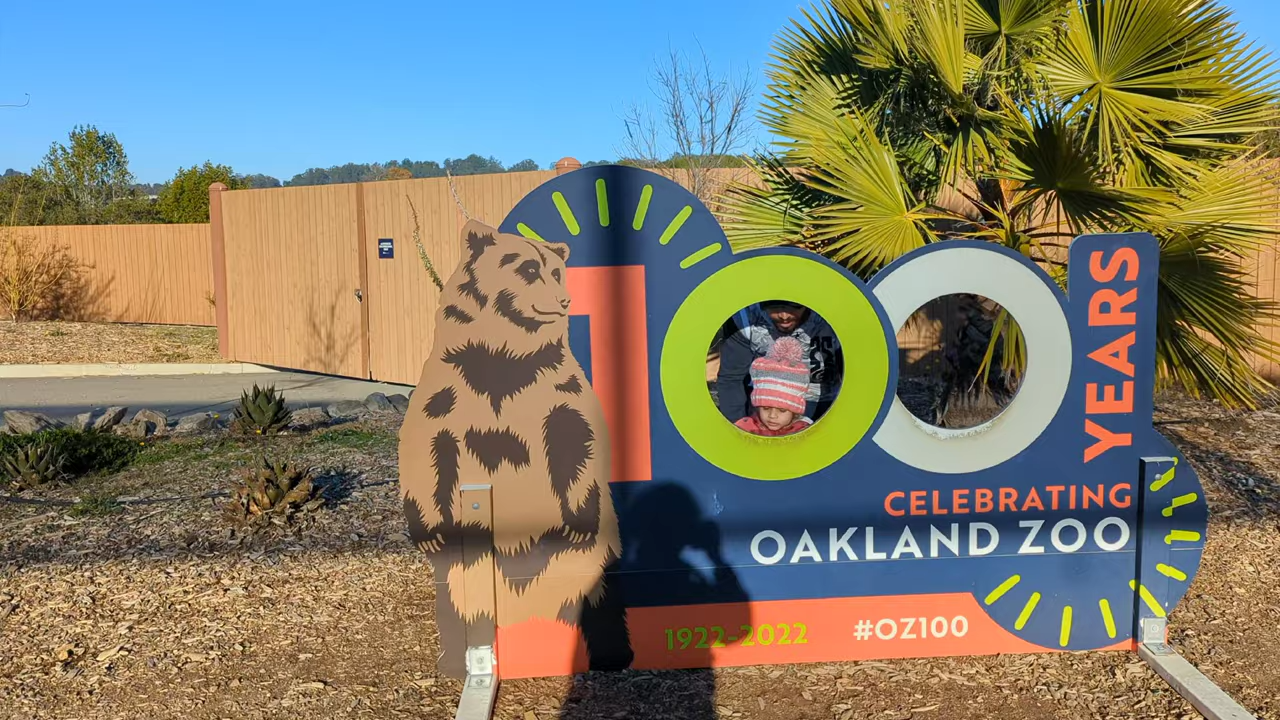 100
YEARS
CELEBRATING
OAKLAND ZOO
1922-2022
#OZ100